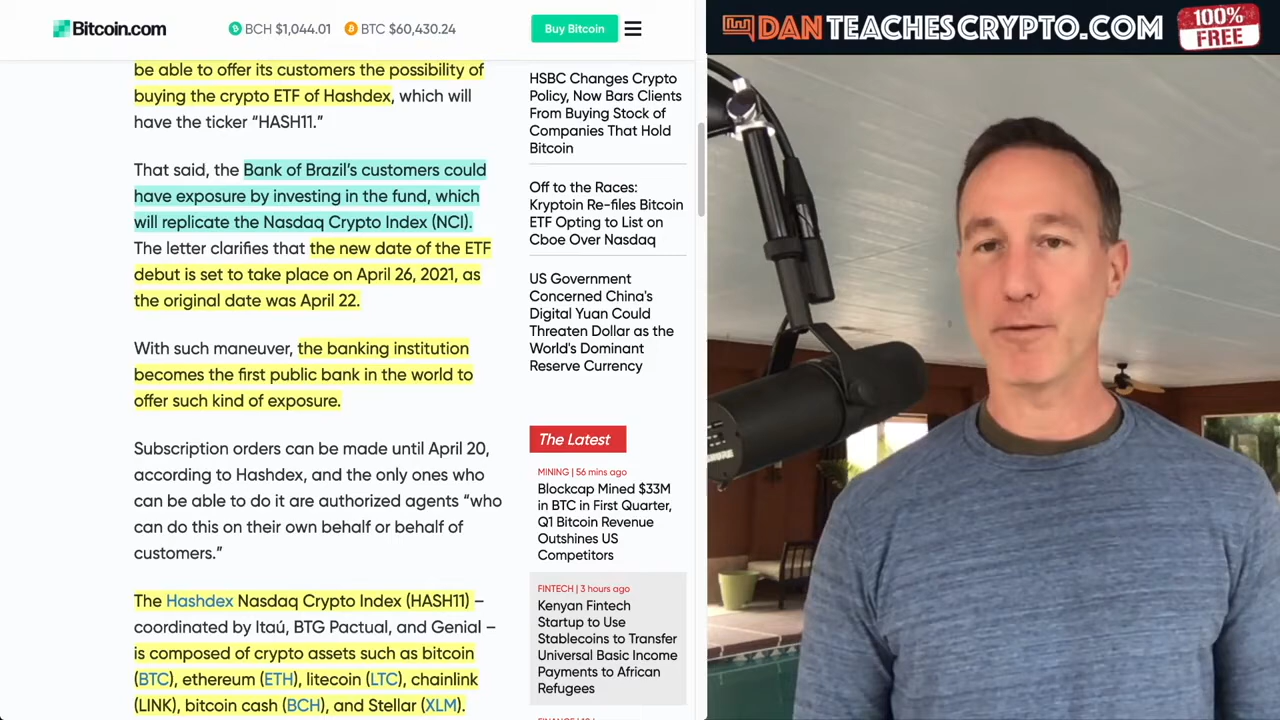 Bitcoin.com
BCH $1,044.01
BTC $60,430.24
Buy Bitcoin
DANTEACHESCRYPTO.COM
100%
FREE
be able to offer its customers the possibility of
buying the crypto ETF of Hashdex, which will
have the ticker “HASH11.”
That said, the Bank of Brazil’s customers could
have exposure by investing in the fund, which
will replicate the Nasdaq Crypto Index (NCI).
The letter clarifies that the new date of the ETF
debut is set to take place on April 26, 2021, as
the original date was April 22.
With such maneuver, the banking institution
becomes the first public bank in the world to
offer such kind of exposure.
Subscription orders can be made until April 20,
according to Hashdex, and the only ones who
can be able to do it are authorized agents “who
can do this on their own behalf or behalf of
customers.”
The Hashdex Nasdaq Crypto Index (HASH11) –
coordinated by Itaú, BTG Pactual, and Genial –
is composed of crypto assets such as bitcoin
(BTC), ethereum (ETH), litecoin (LTC), chainlink
(LINK), bitcoin cash (BCH), and Stellar (XLM).
HSBC Changes Crypto
Policy, Now Bars Clients
From Buying Stock of
Companies That Hold
Bitcoin
Off to the Races:
Kryptoin Re-files Bitcoin
ETF Opting to List on
Cboe Over Nasdaq
US Government
Concerned China's
Digital Yuan Could
Threaten Dollar as the
World's Dominant
Reserve Currency
The Latest
MINING | 56 mins ago
Blockcap Mined $33M
in BTC in First Quarter,
Q1 Bitcoin Revenue
Outshines US
Competitors
FINTECH | 3 hours ago
Kenyan Fintech
Startup to Use
Stablecoins to Transfer
Universal Basic Income
Payments to African
Refugees